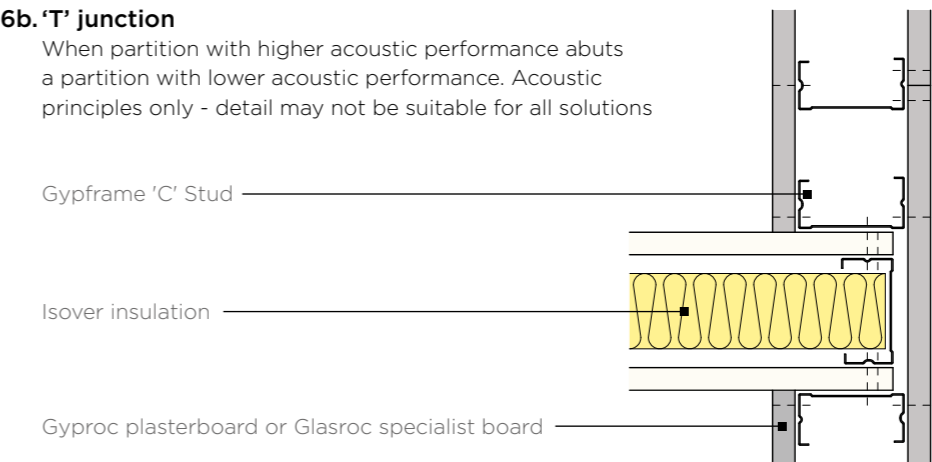 6b. ‘T’ junction
When partition with higher acoustic performance abuts
a partition with lower acoustic performance. Acoustic
principles only - detail may not be suitable for all solutions
Gypframe 'C' Stud
Isover insulation
Gyproc plasterboard or Glasroc specialist board